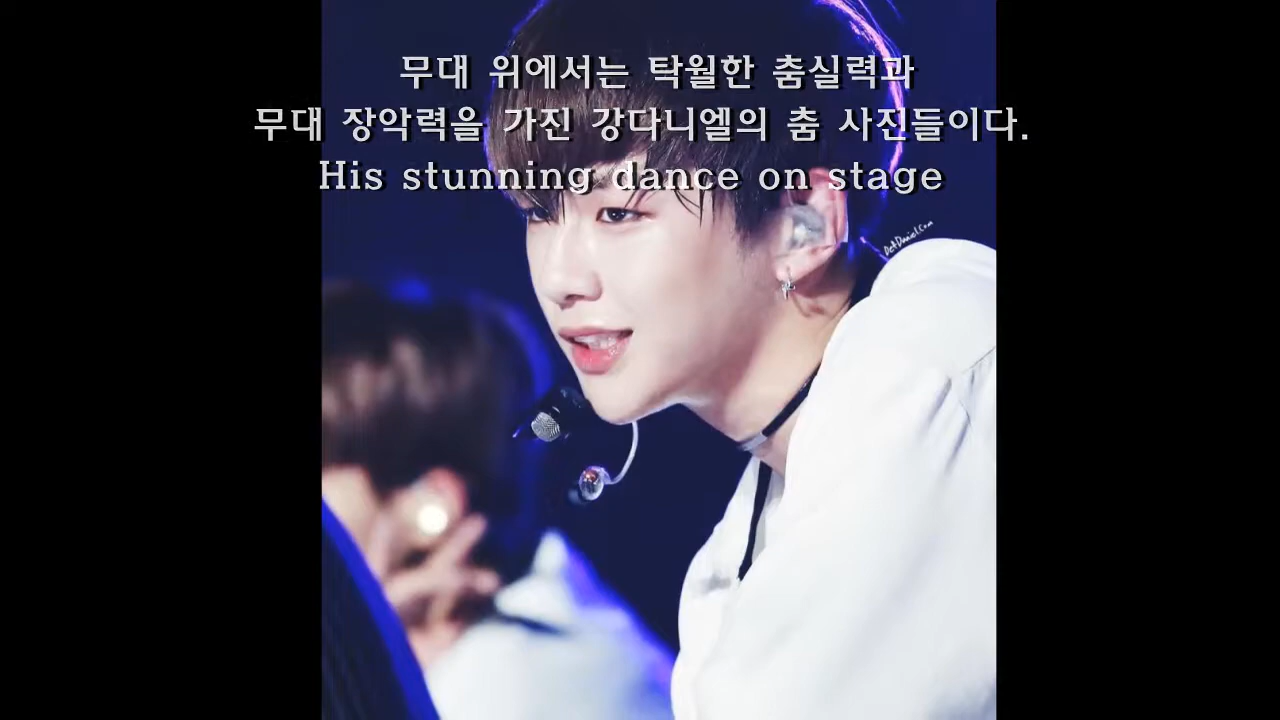 무대 위에서는 탁월한 춤실력과
무대 장악력을 가진 강다니엘의 춤 사진들이다.
His stunning dance on stage